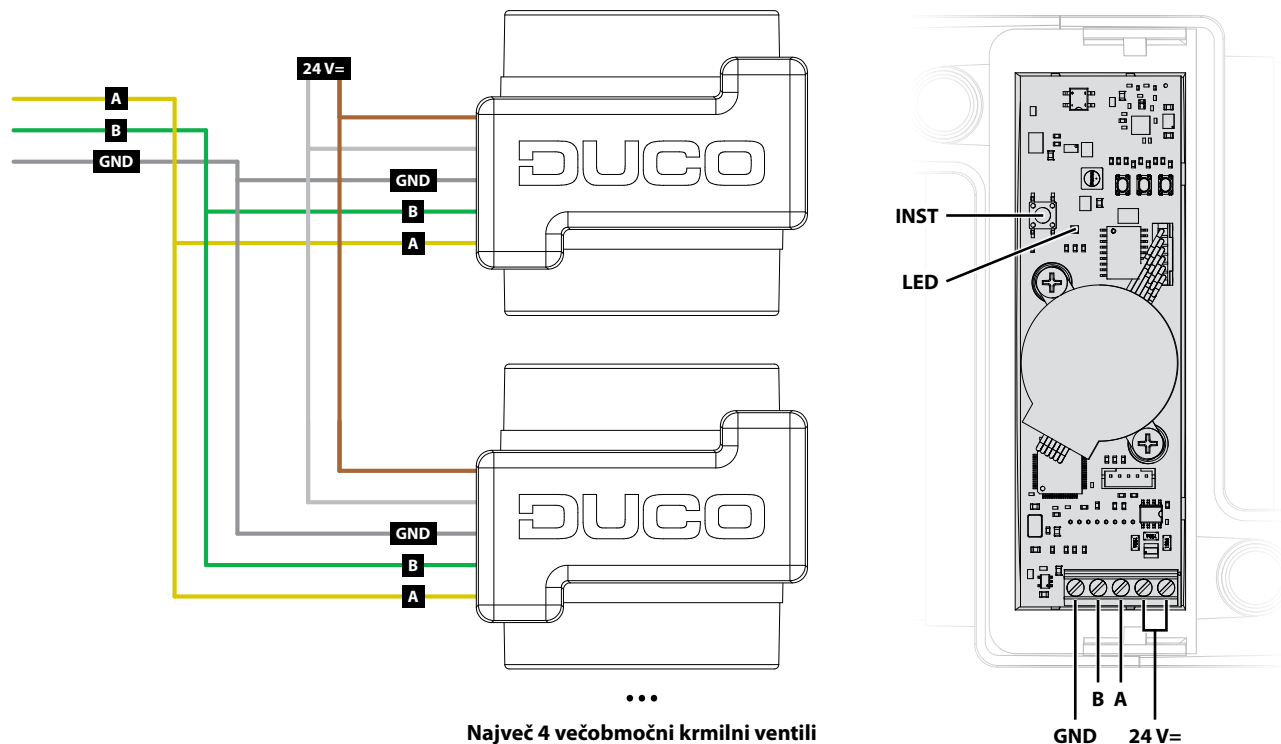 24 V=
A
B
GND
DUCO
GND
B
A
DUCO
GND
B
A
...
Največ 4 večobmočni krmilni ventili
INST
LED
B A
GND 24 V=